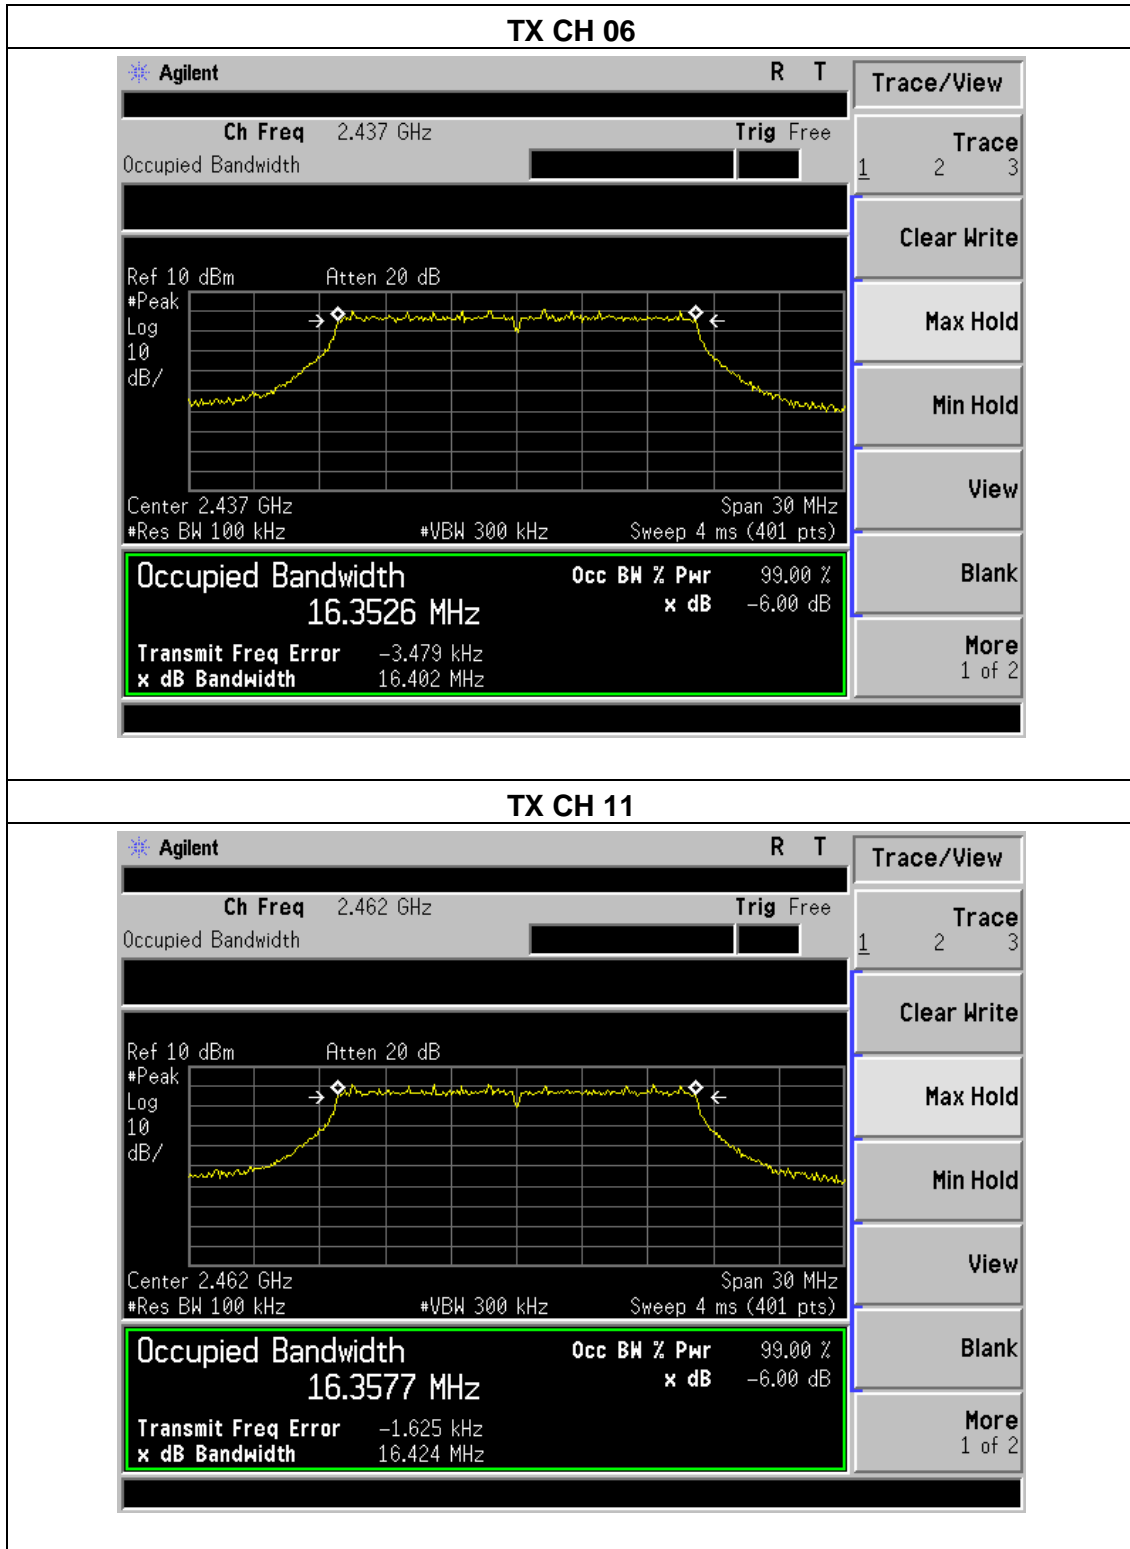 TX CH 06
Agilent R T
Trace/View
Ch Freq 2.437 GHz Trig Free
Occupied Bandwidth
Trace
1 2 3
Clear Write
Ref 10 dBm Atten 20 dB
#Peak
Log
10
dB/
Max Hold
Min Hold
View
Center 2.437 GHz Span 30 MHz
#Res BW 100 kHz #VBW 300 kHz Sweep 4 ms (401 pts)
Occupied Bandwidth Occ BW % Pwr 99.00 %
16.3526 MHz x dB -6.00 dB
Blank
Transmit Freq Error -3.479 kHz
x dB Bandwidth 16.402 MHz
More
1 of 2
TX CH 11
Agilent R T
Trace/View
Ch Freq 2.462 GHz Trig Free
Occupied Bandwidth
Trace
1 2 3
Clear Write
Ref 10 dBm Atten 20 dB
#Peak
Log
10
dB/
Max Hold
Min Hold
View
Center 2.462 GHz Span 30 MHz
#Res BW 100 kHz #VBW 300 kHz Sweep 4 ms (401 pts)
Occupied Bandwidth Occ BW % Pwr 99.00 %
16.3577 MHz x dB -6.00 dB
Blank
Transmit Freq Error -1.625 kHz
x dB Bandwidth 16.424 MHz
More
1 of 2